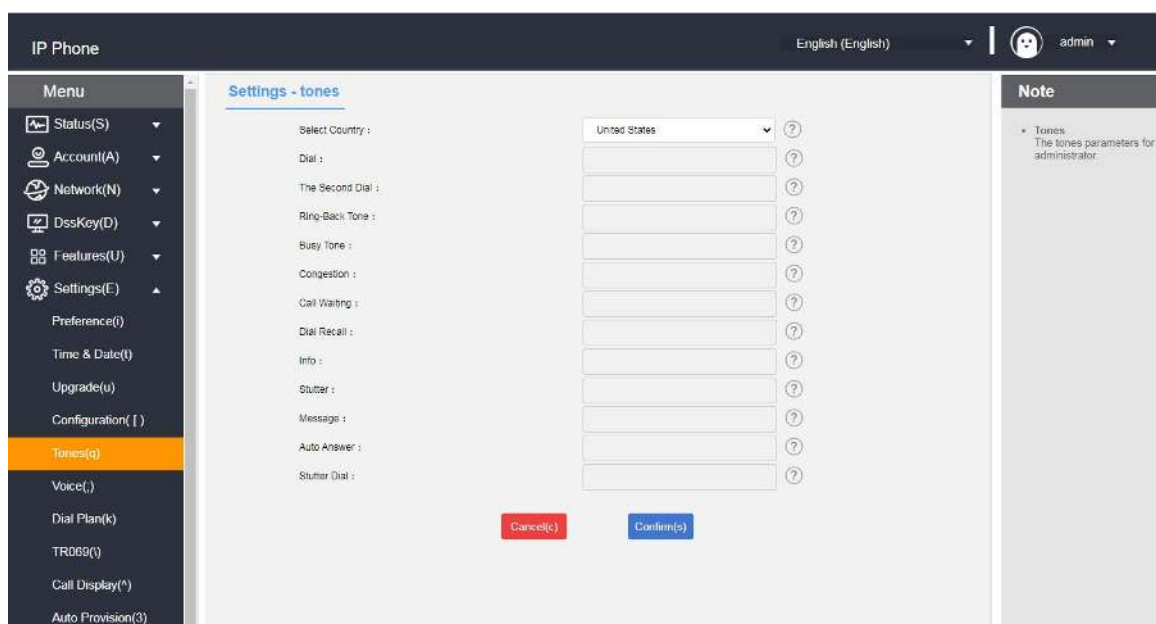 IP Phone
English (English)
admin
Menu
Status(S)
Account(A)
Network(N)
DssKey(D)
Features(U)
Settings(E)
Preference(i)
Time & Date(t)
Upgrade(u)
Configuration( [ )
Tones(q)
Voice(;)
Dial Plan(k)
TR069(\)
Call Display(^)
Auto Provision(3)
Settings - tones
Select Country : United States ?
Dial : ?
The Second Dial : ?
Ring-Back Tone : ?
Busy Tone : ?
Congestion : ?
Call Waiting : ?
Dial Recall : ?
Info : ?
Stutter : ?
Message : ?
Auto Answer : ?
Stutter Dial : ?
Cancel(c) Confirm(s)
Note
Tones
The tones parameters for
administrator.